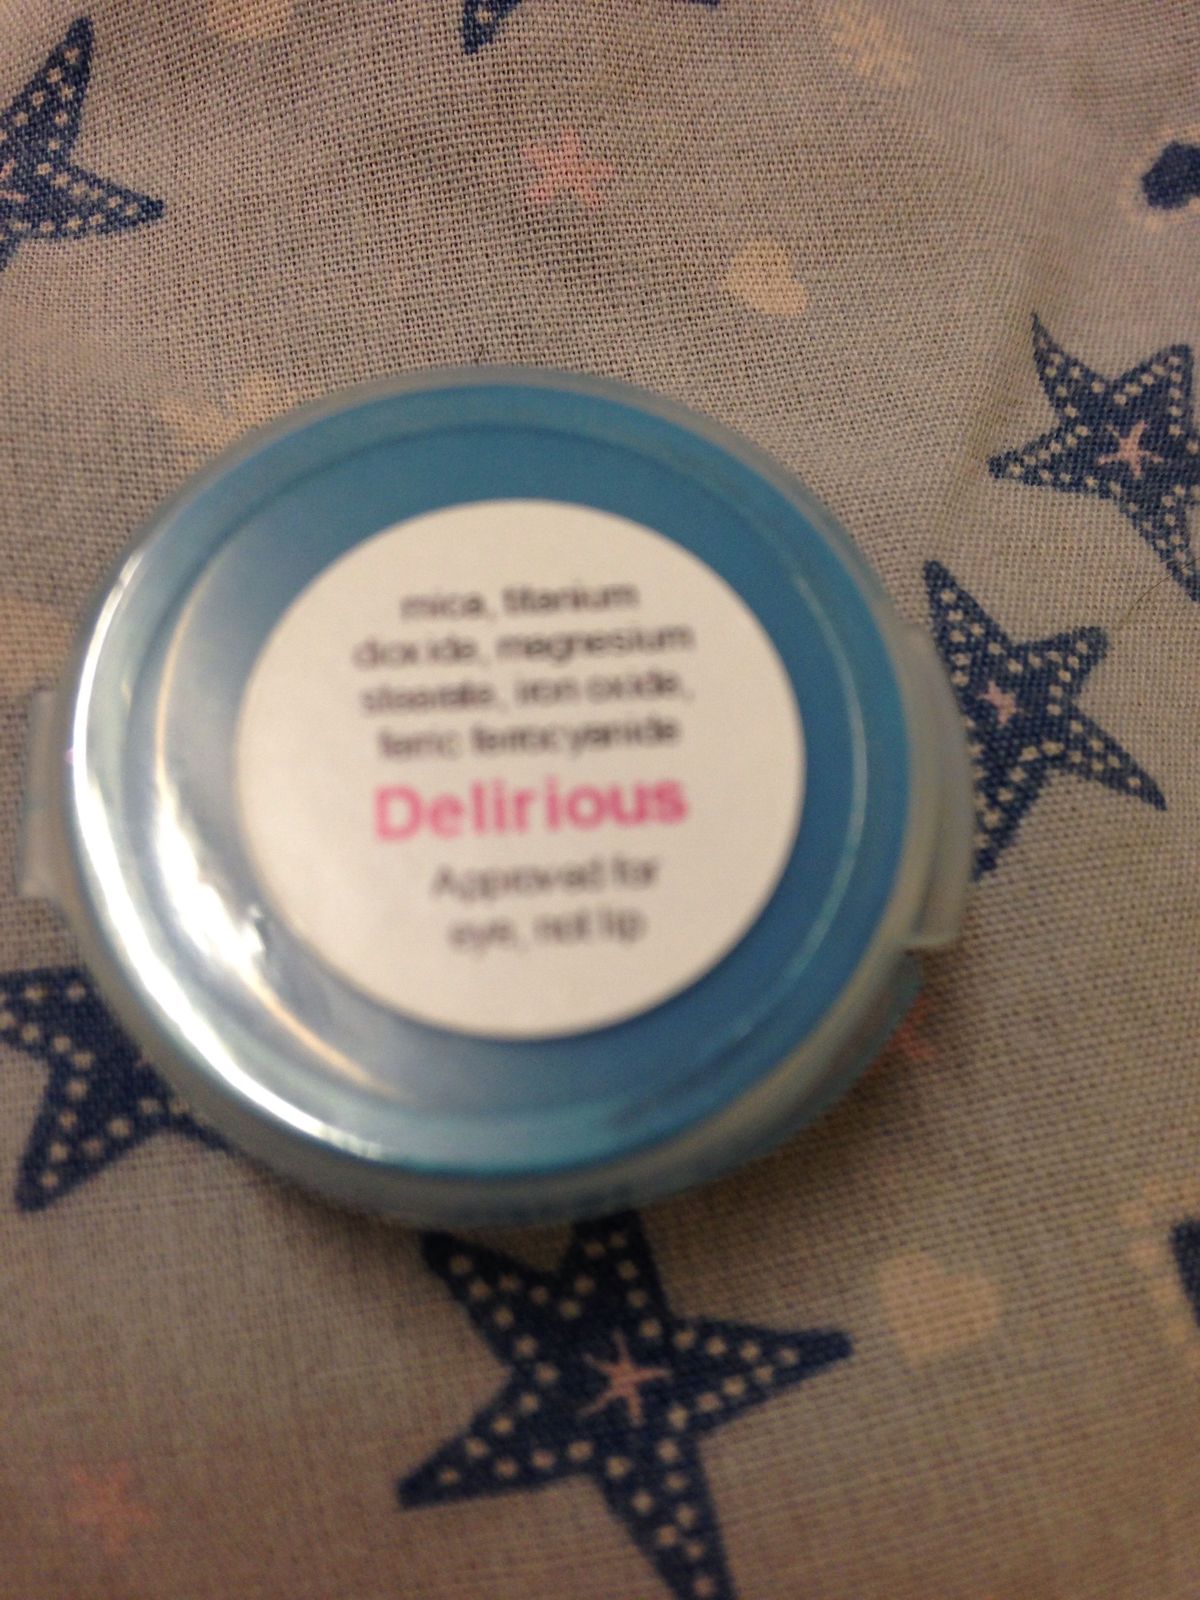 mica, titanium
dioxide, magnesium
stearate, iron oxide,
ferric ferrocyanide
Delirious
Approved for
eye, not lip